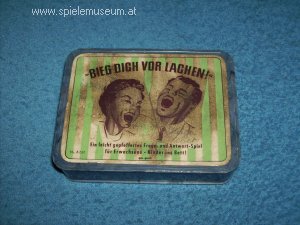 www.spielemuseum.at
-BIEG DICH VOR LACHEN!-
Ein leicht gepfeffertes Frage- und Antwort-Spiel
für Erwachsene - Kinder ins Bett!